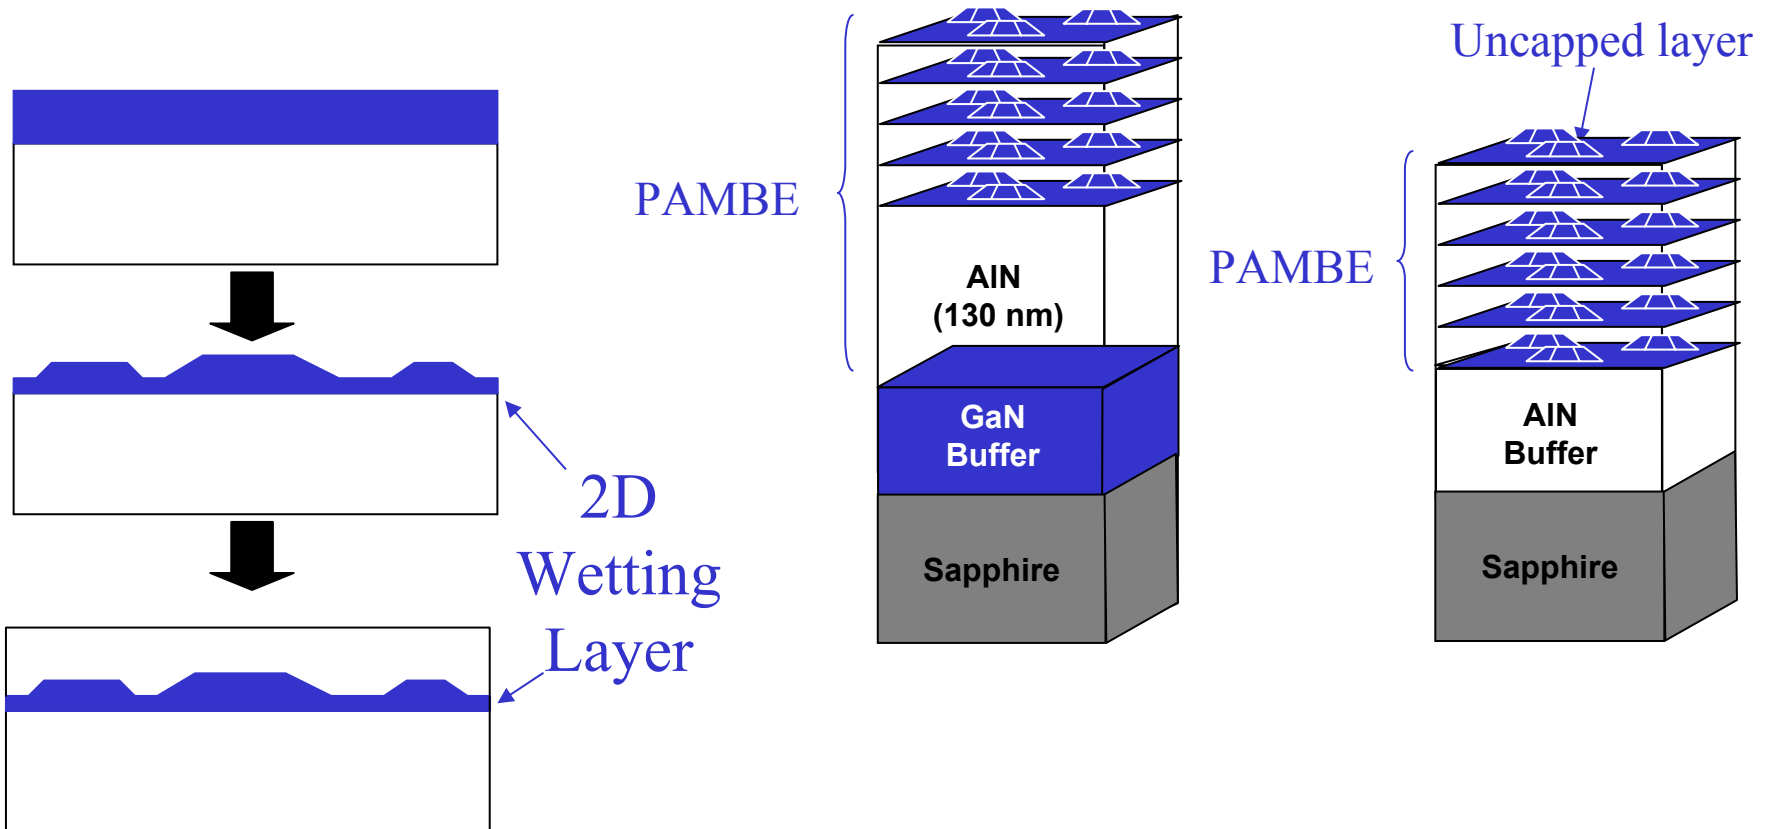 2D
Wetting
Layer
PAMBE
AlN
(130 nm)
GaN
Buffer
Sapphire
Uncapped layer
PAMBE
AlN
Buffer
Sapphire